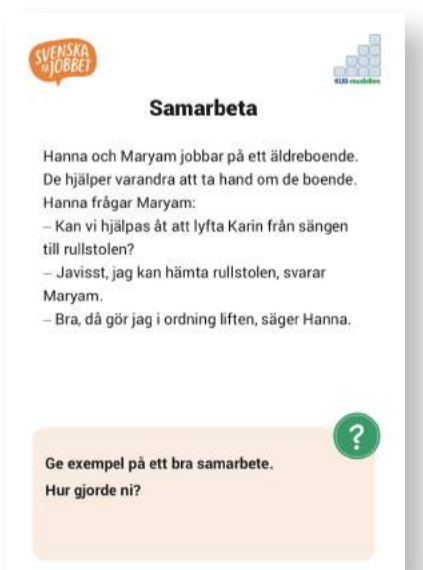 SVENSKA
PÅ JOBBET
KUB-modellen
Samarbeta
Hanna och Maryam jobbar på ett äldreboende.
De hjälper varandra att ta hand om de boende.
Hanna frågar Maryam:
– Kan vi hjälpas åt att lyfta Karin från sängen
till rullstolen?
– Javisst, jag kan hämta rullstolen, svarar
Maryam.
– Bra, då gör jag i ordning liften, säger Hanna.
?
Ge exempel på ett bra samarbete.
Hur gjorde ni?